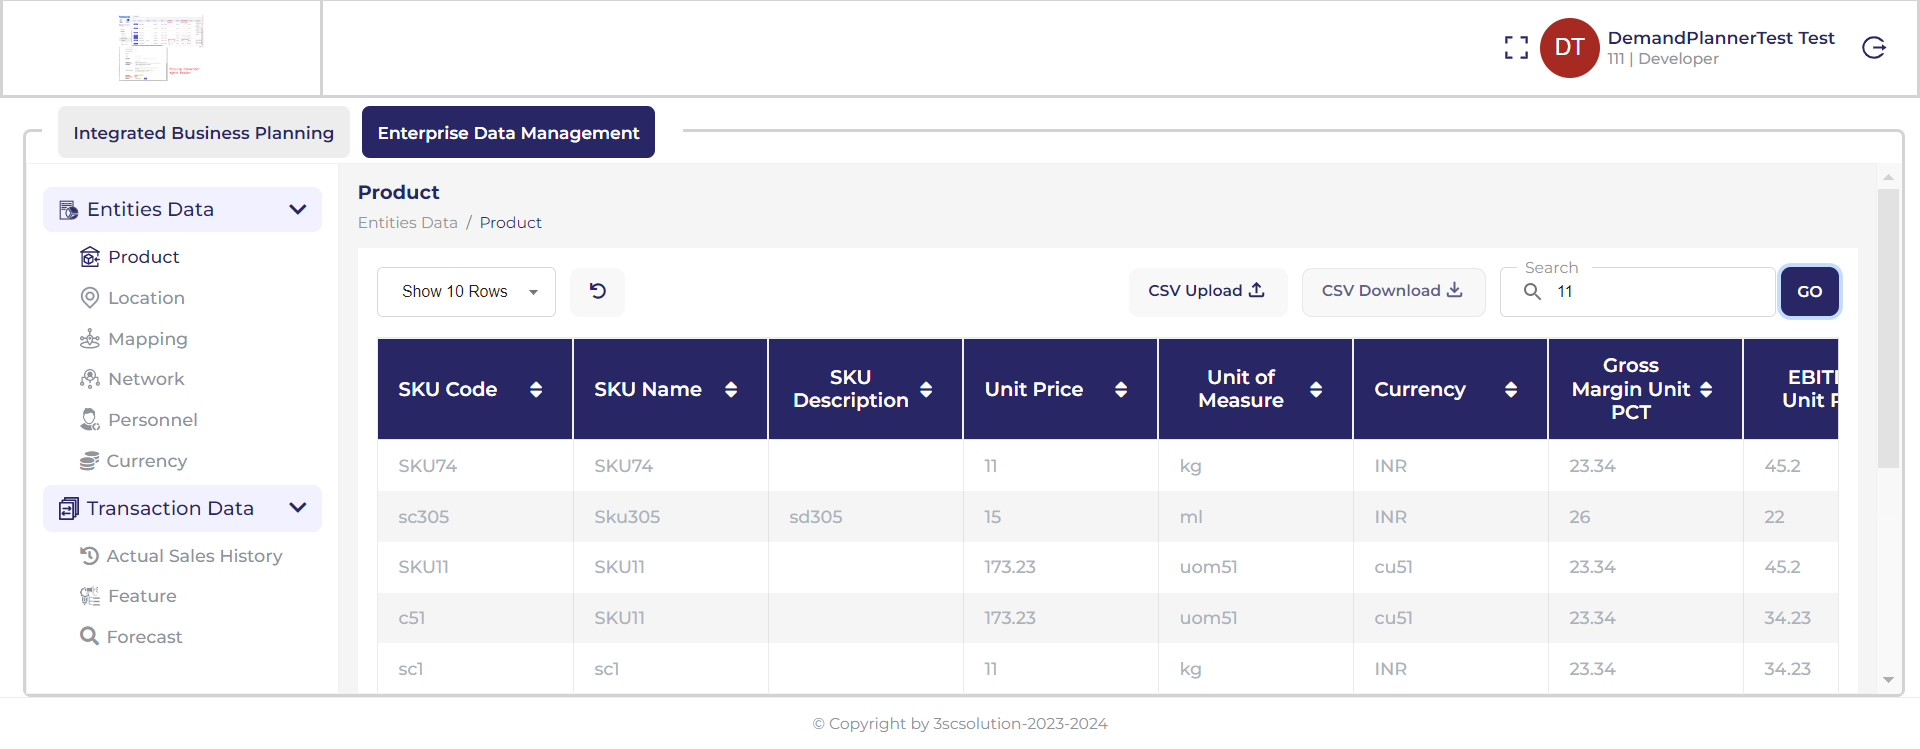 DT
DemandPlannerTest Test
111 | Developer
Integrated Business Planning
Enterprise Data Management
Entities Data
Product
Location
Mapping
Network
Personnel
Currency
Transaction Data
Actual Sales History
Feature
Forecast
Product
Entities Data / Product
Show 10 Rows
CSV Upload
CSV Download
Search
11
GO
SKU Code SKU Name SKU Description Unit Price Unit of Measure Currency Gross Margin Unit PCT Unit
SKU74 SKU74 11 kg INR 23.34 45.2
sc305 Sku305 sd305 15 ml INR 26 22
SKU11 SKU11 173.23 uom51 cu51 23.34 45.2
c51 SKU11 173.23 uom51 cu51 23.34 34.23
sc1 sc1 11 kg INR 23.34 34.23
© Copyright by 3scsolution-2023-2024